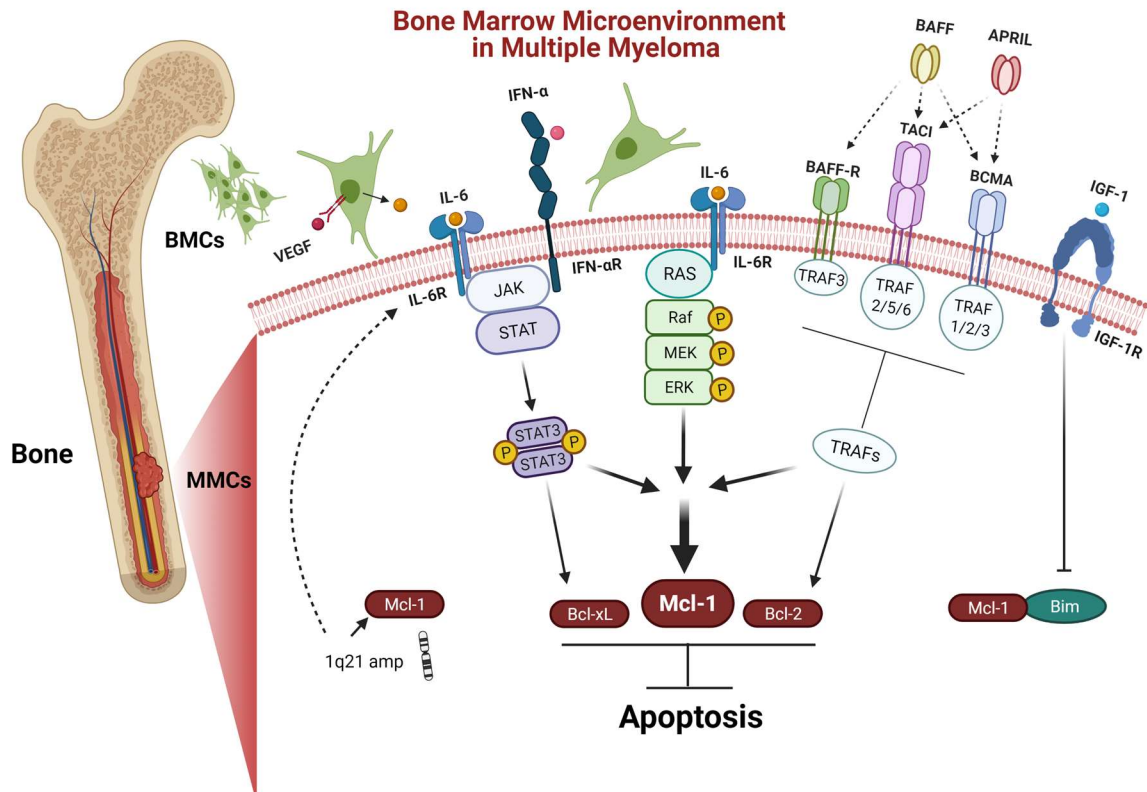 Bone Marrow Microenvironment
in Multiple Myeloma
BAFF
APRIL
IFN-α
TACI
BAFF-R
BCMA
IL-6
IL-6
IGF-1
BMCs
VEGF
IL-6R
IFN-αR
IL-6R
JAK
STAT
RAS
Raf
P
MEK
P
ERK
P
TRAF3
TRAF
2/5/6
TRAF
1/2/3
IGF-1R
Bone
MMCs
P
STAT3
STAT3
P
TRAFs
Mcl-1
1q21 amp
Bcl-xL
Mcl-1
Bcl-2
Mcl-1
Bim
Apoptosis